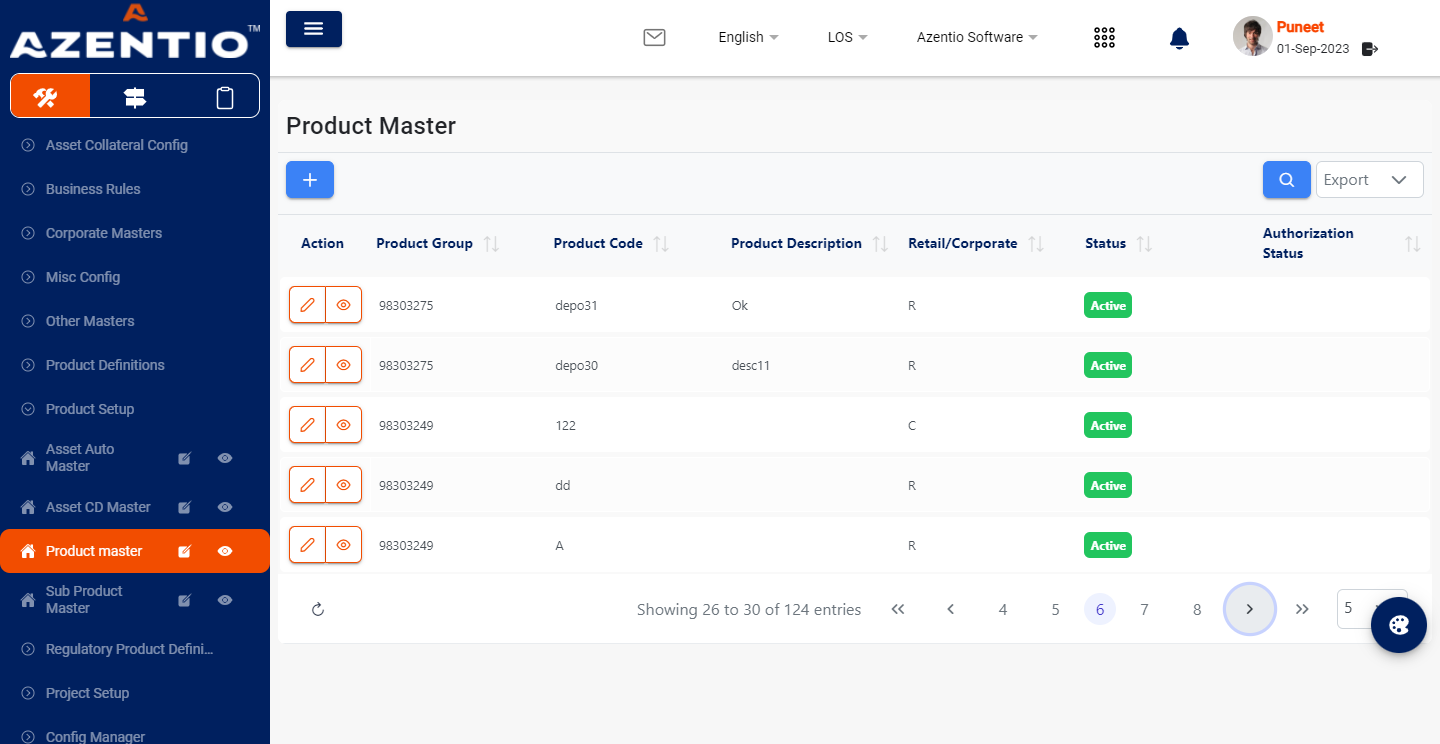 AZENTIO™
English
LOS
Azentio Software
Puneet
01-Sep-2023
Asset Collateral Config
Business Rules
Corporate Masters
Misc Config
Other Masters
Product Definitions
Product Setup
Asset Auto
Master
Asset CD Master
Product master
Sub Product
Master
Regulatory Product Defini...
Project Setup
Config Manager
Product Master
Export
Action Product Group Product Code Product Description Retail/Corporate Status Authorization
Status
98303275 depo31 Ok R Active
98303275 depo30 desc11 R Active
98303249 122 C Active
98303249 dd R Active
98303249 A R Active
Showing 26 to 30 of 124 entries 4 5 6 7 8 5